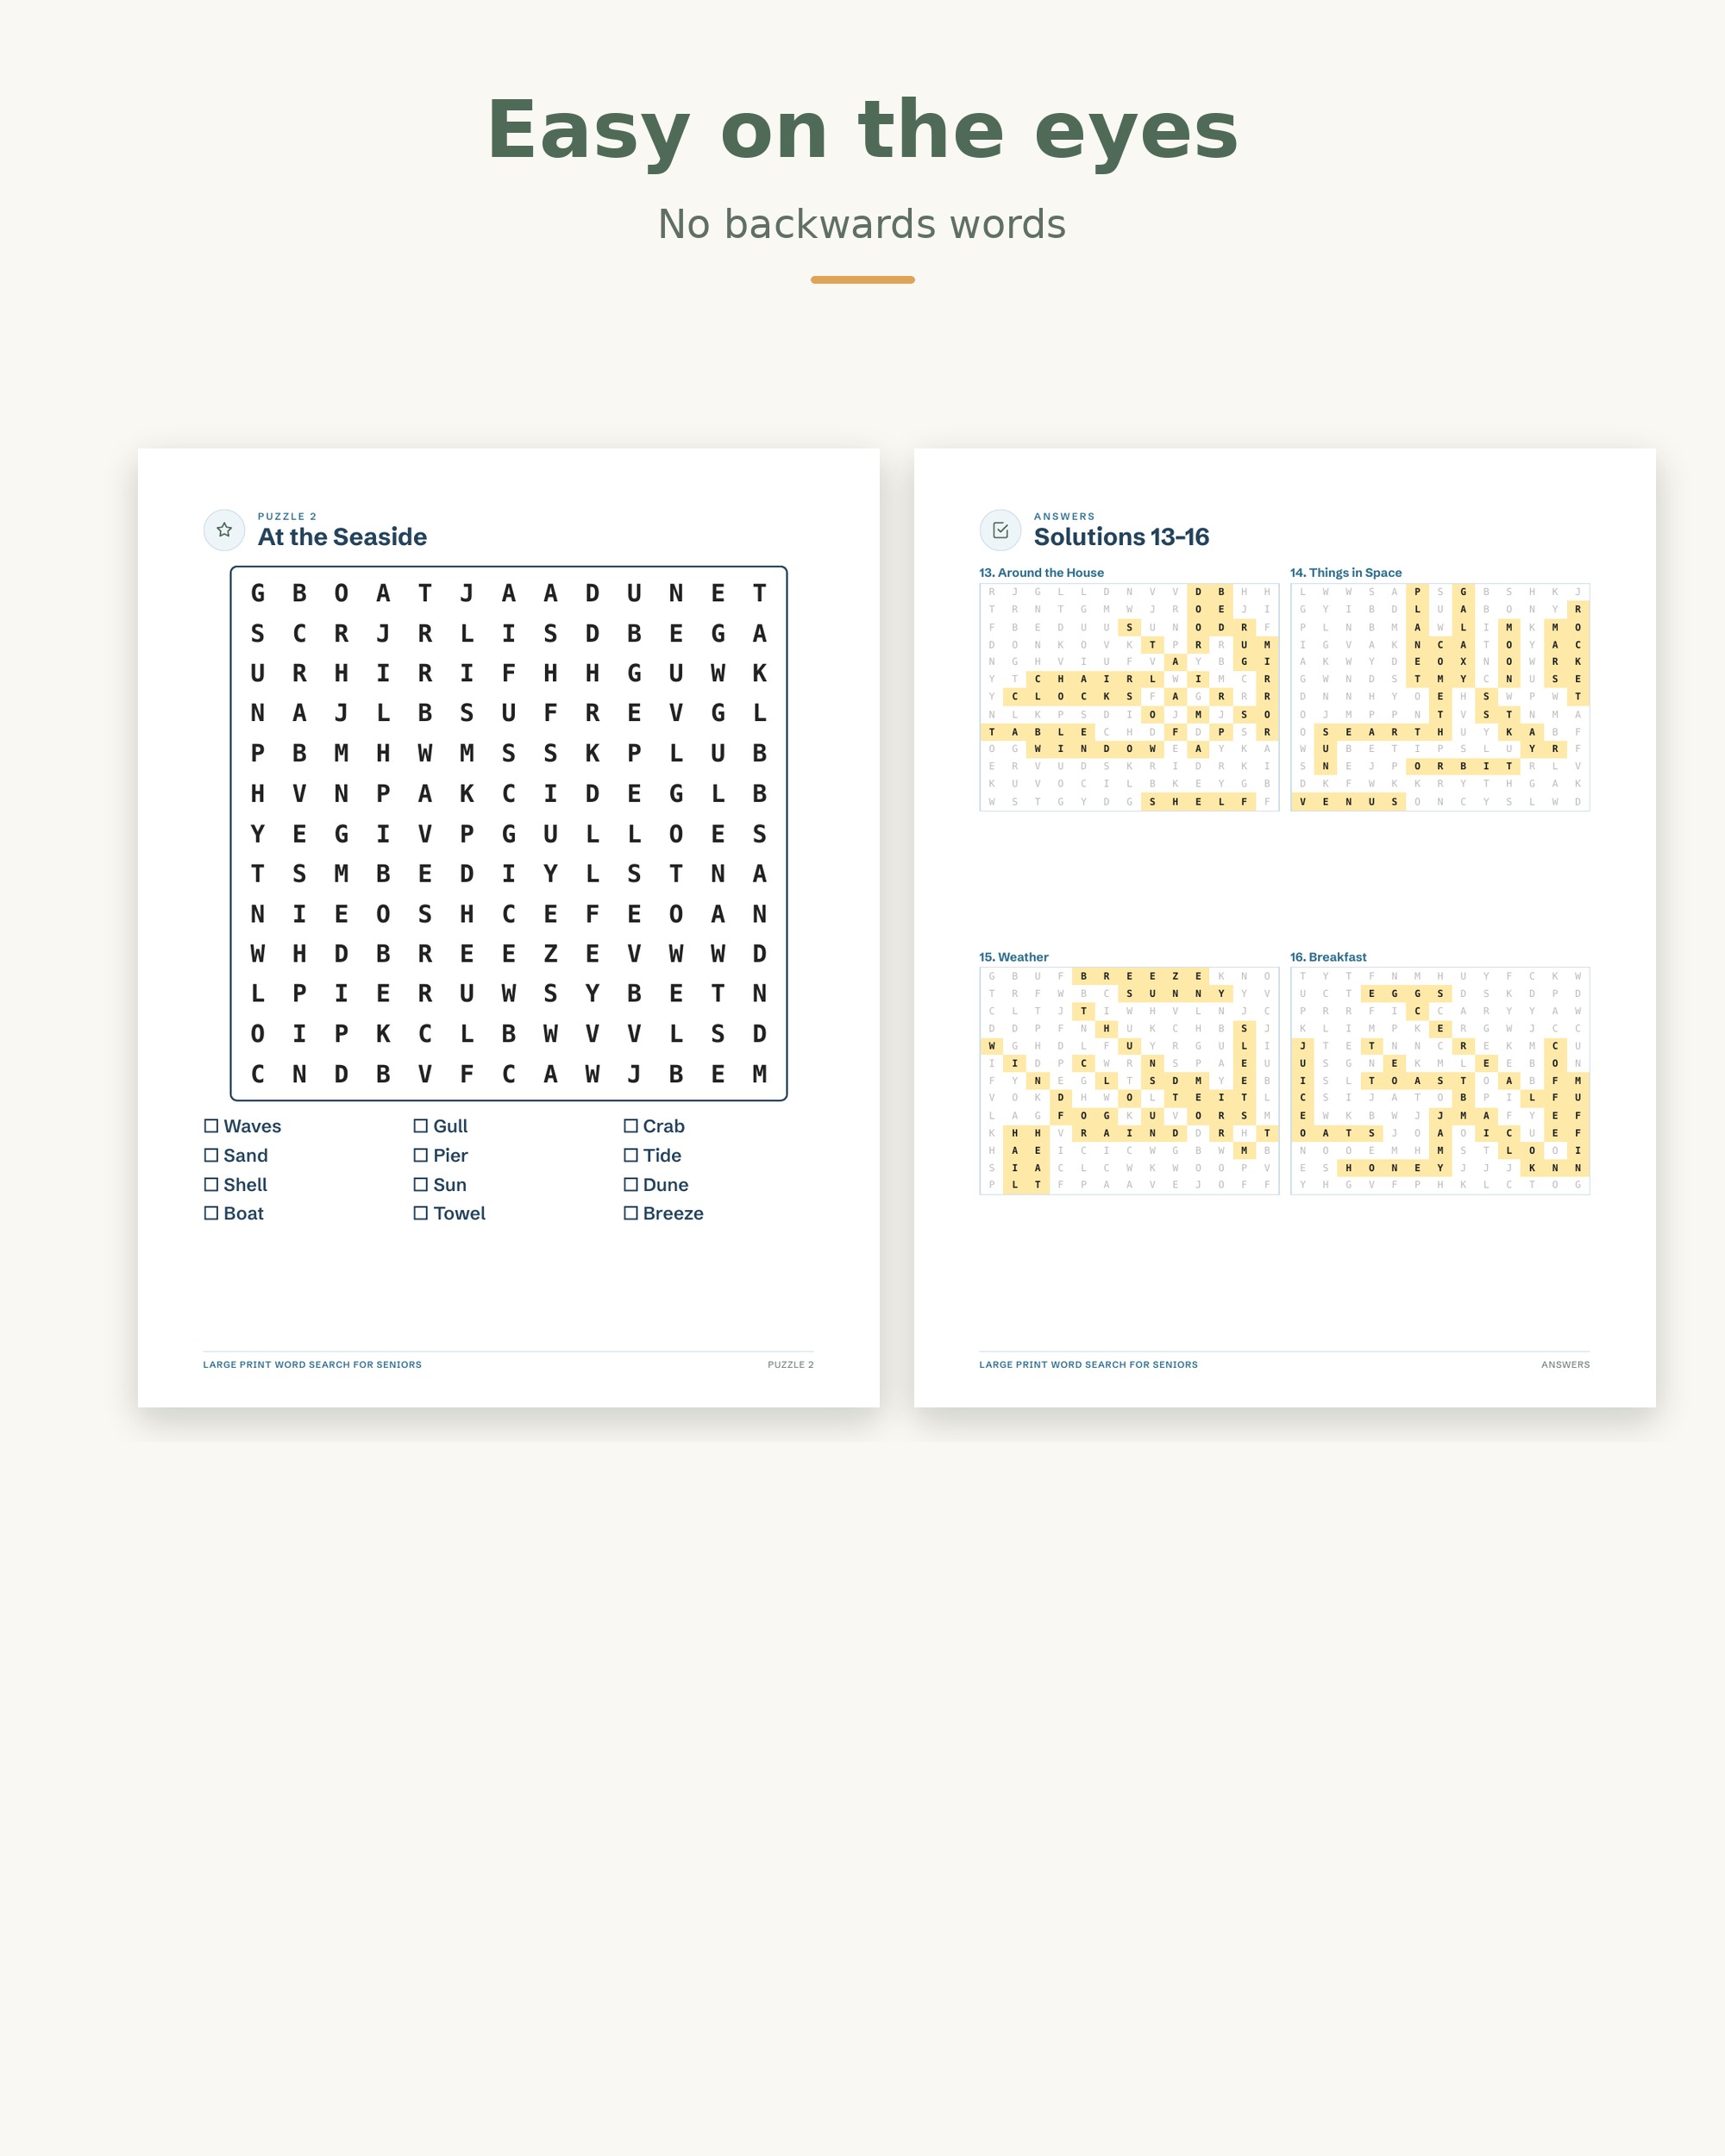 Easy on the eyes
No backwards words
PUZZLE 2
At the Seaside
G B O A T J A A D U N E T
S C R J R L I S D B E G A
U R H I R I F H H G U W K
N A J L B S U F R E V G L
P B M H W M S S K P L U B
H V N P A K C I D E G L B
Y E G I V P G U L L O E S
T S M B E D I Y L S T N A
N I E O S H C E F E O A N
W H D B R E E Z E V W W D
L P I E R U W S Y B E T N
O I P K C L B W V V L S D
C N D B V F C A W J B E M
Waves Gull Crab
Sand Pier Tide
Shell Sun Dune
Boat Towel Breeze
LARGE PRINT WORD SEARCH FOR SENIORS PUZZLE 2
ANSWERS
Solutions 13–16
13. Around the House
R J G L L D N V V D B H H
T R N T G M W J R O E J I
F B E D U U S U N O D R F
D O N K O V K T P R R U M
N G H V I U F V A Y B G I
Y T C H A I R L W I M C R
Y C L O C K S F A G R R R
N L K P S D I O J M J S O
T A B L E C H D F D P S R
O G W I N D O W E A Y K A
E R V U D S K R I D R K I
K U V O C I L B K E Y G B
W S T G Y D G S H E L F F
14. Things in Space
L W W S A P S G B S H K J
G Y I B D L U A B O N Y R
P L N B M A W L I M K M O
I G V A K N C A T O Y A C
A K W Y D E O X N O W R K
G W N D S T M Y C N U S E
D N N H Y O E H S W P W T
O J M P P N T V S T N M A
O S E A R T H U Y K A B F
W U B E T I P S L U Y R F
S N E J P O R B I T R L V
D K F W K K R Y T H G A K
V E N U S O N C Y S L W D
15. Weather
G B U F B R E E Z E K N O
T R F W B C S U N N Y Y V
C L T J T I W H V L N J C
D D P F N H U K C H B S J
W G H D L F U Y R G U L I
I I D P C W R N S P A E U
F Y N E G L T S D M Y E B
V O K D H W O L T E I T L
L A G F O G K U V O R S M
K H H V R A I N D D R H T
H A E I C I C W G B W M B
S I A C L C W K W O O P V
P L T F P A A V E J O F F
16. Breakfast
T Y T F N M H U Y F C K W
U C T E G G S D S K D P D
P R R F I C C A R Y Y A W
K L I M P K E R G W J C C
J T E T N N C R E K M C U
U S G N E K M L E E B O N
I S L T O A S T O A B F M
C S I J A T O B P I L F U
E W K B W J J M A F Y E F
O A T S J O A O I C U E F
N O O E M H M S T L O O I
E S H O N E Y J J J K N N
Y H G V F P H K L C T O G
LARGE PRINT WORD SEARCH FOR SENIORS ANSWERS